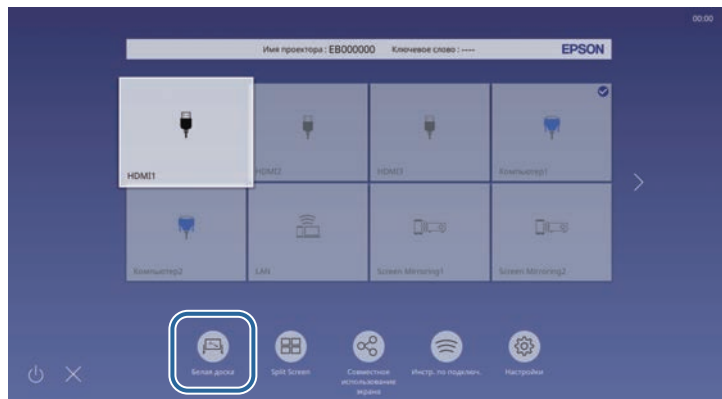 00:00
Имя проектора : EB000000 Ключевое слово : ----
EPSON
HDMI1
HDMI2
HDMI3
Компьютер1
Компьютер2
LAN
Screen Mirroring1
Screen Mirroring2
Белая доска
Split Screen
Совместное
использование
экрана
Инстр. по подключ.
Настройки